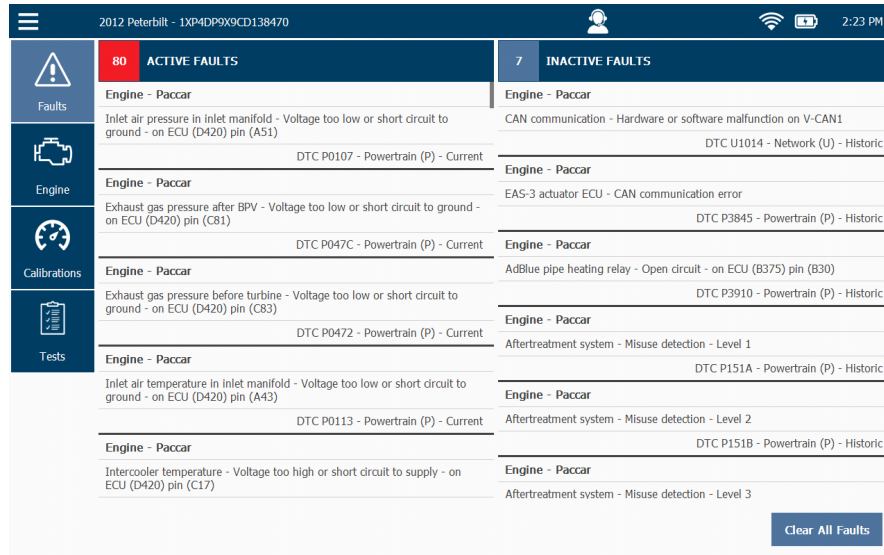 2012 Peterbilt - 1XP4DP9X9CD138470
2:23 PM
Faults
Engine
Calibrations
Tests
80 ACTIVE FAULTS
Engine - Paccar
Inlet air pressure in inlet manifold - Voltage too low or short circuit to
ground - on ECU (D420) pin (A51)
DTC P0107 - Powertrain (P) - Current
Engine - Paccar
Exhaust gas pressure after BPV - Voltage too low or short circuit to ground -
on ECU (D420) pin (C81)
DTC P047C - Powertrain (P) - Current
Engine - Paccar
Exhaust gas pressure before turbine - Voltage too low or short circuit to
ground - on ECU (D420) pin (C83)
DTC P0472 - Powertrain (P) - Current
Engine - Paccar
Inlet air temperature in inlet manifold - Voltage too low or short circuit to
ground - on ECU (D420) pin (A43)
DTC P0113 - Powertrain (P) - Current
Engine - Paccar
Intercooler temperature - Voltage too high or short circuit to supply - on
ECU (D420) pin (C17)
7 INACTIVE FAULTS
Engine - Paccar
CAN communication - Hardware or software malfunction on V-CAN1
DTC U1014 - Network (U) - Historic
Engine - Paccar
EAS-3 actuator ECU - CAN communication error
DTC P3845 - Powertrain (P) - Historic
Engine - Paccar
AdBlue pipe heating relay - Open circuit - on ECU (B375) pin (B30)
DTC P3910 - Powertrain (P) - Historic
Engine - Paccar
Aftertreatment system - Misuse detection - Level 1
DTC P151A - Powertrain (P) - Historic
Engine - Paccar
Aftertreatment system - Misuse detection - Level 2
DTC P151B - Powertrain (P) - Historic
Engine - Paccar
Aftertreatment system - Misuse detection - Level 3
Clear All Faults